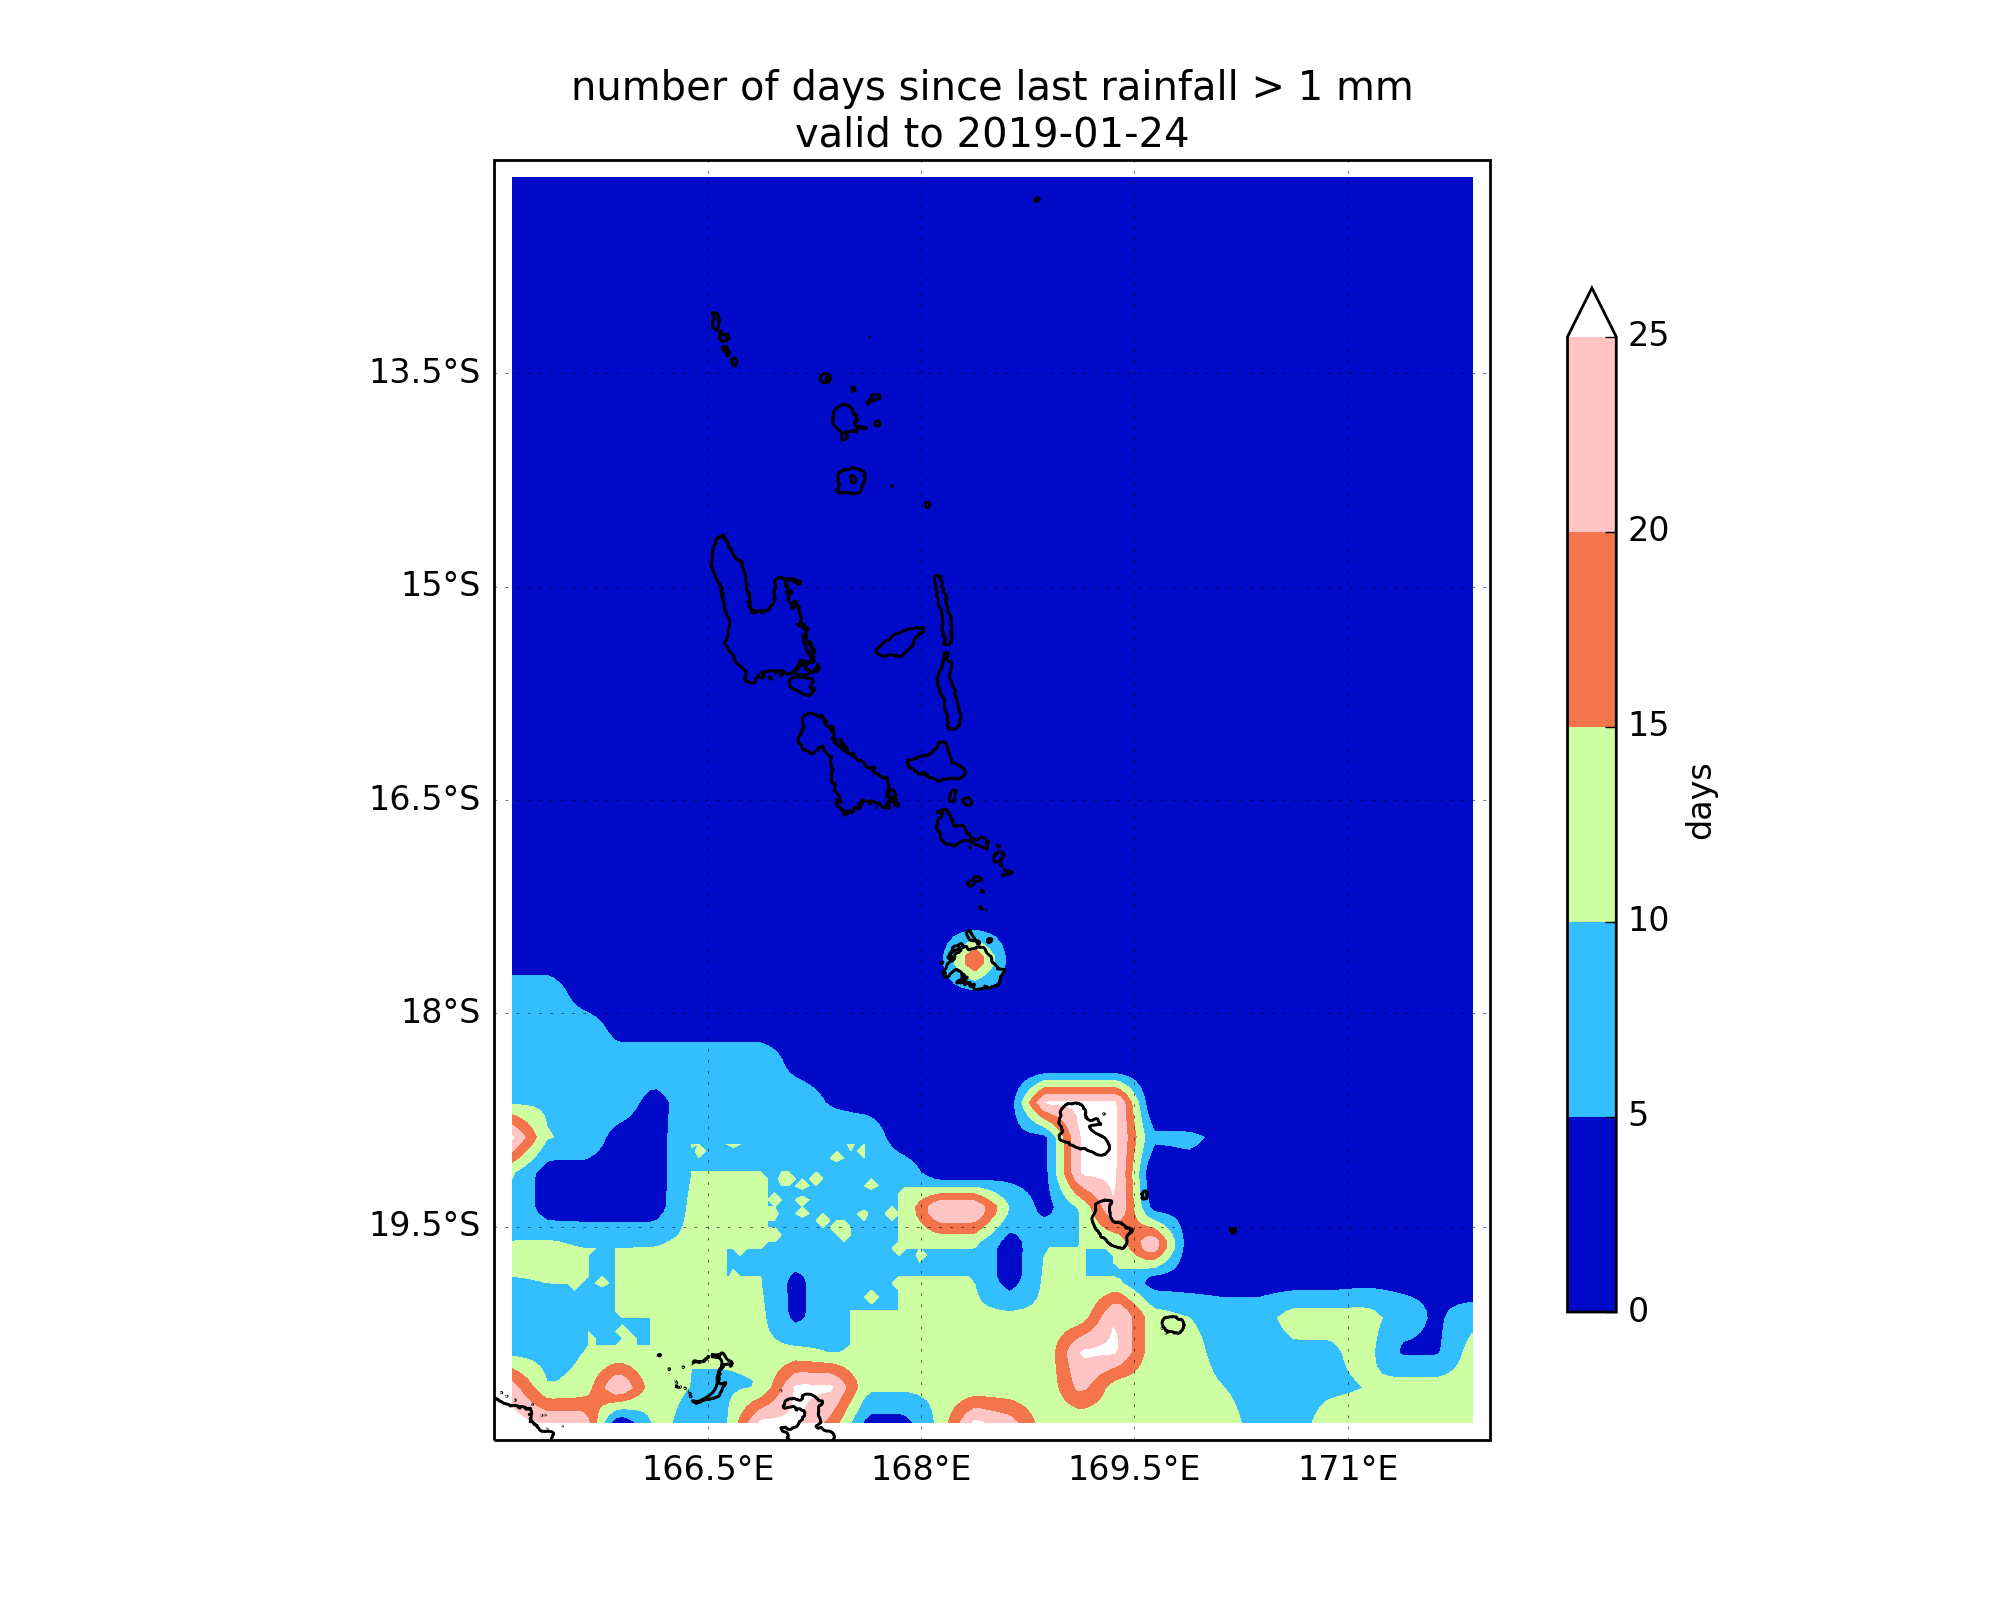 number of days since last rainfall > 1 mm
valid to 2019-01-24
13.5°S
15°S
16.5°S
18°S
19.5°S
166.5°E
168°E
169.5°E
171°E
25
20
15
10
5
0
days